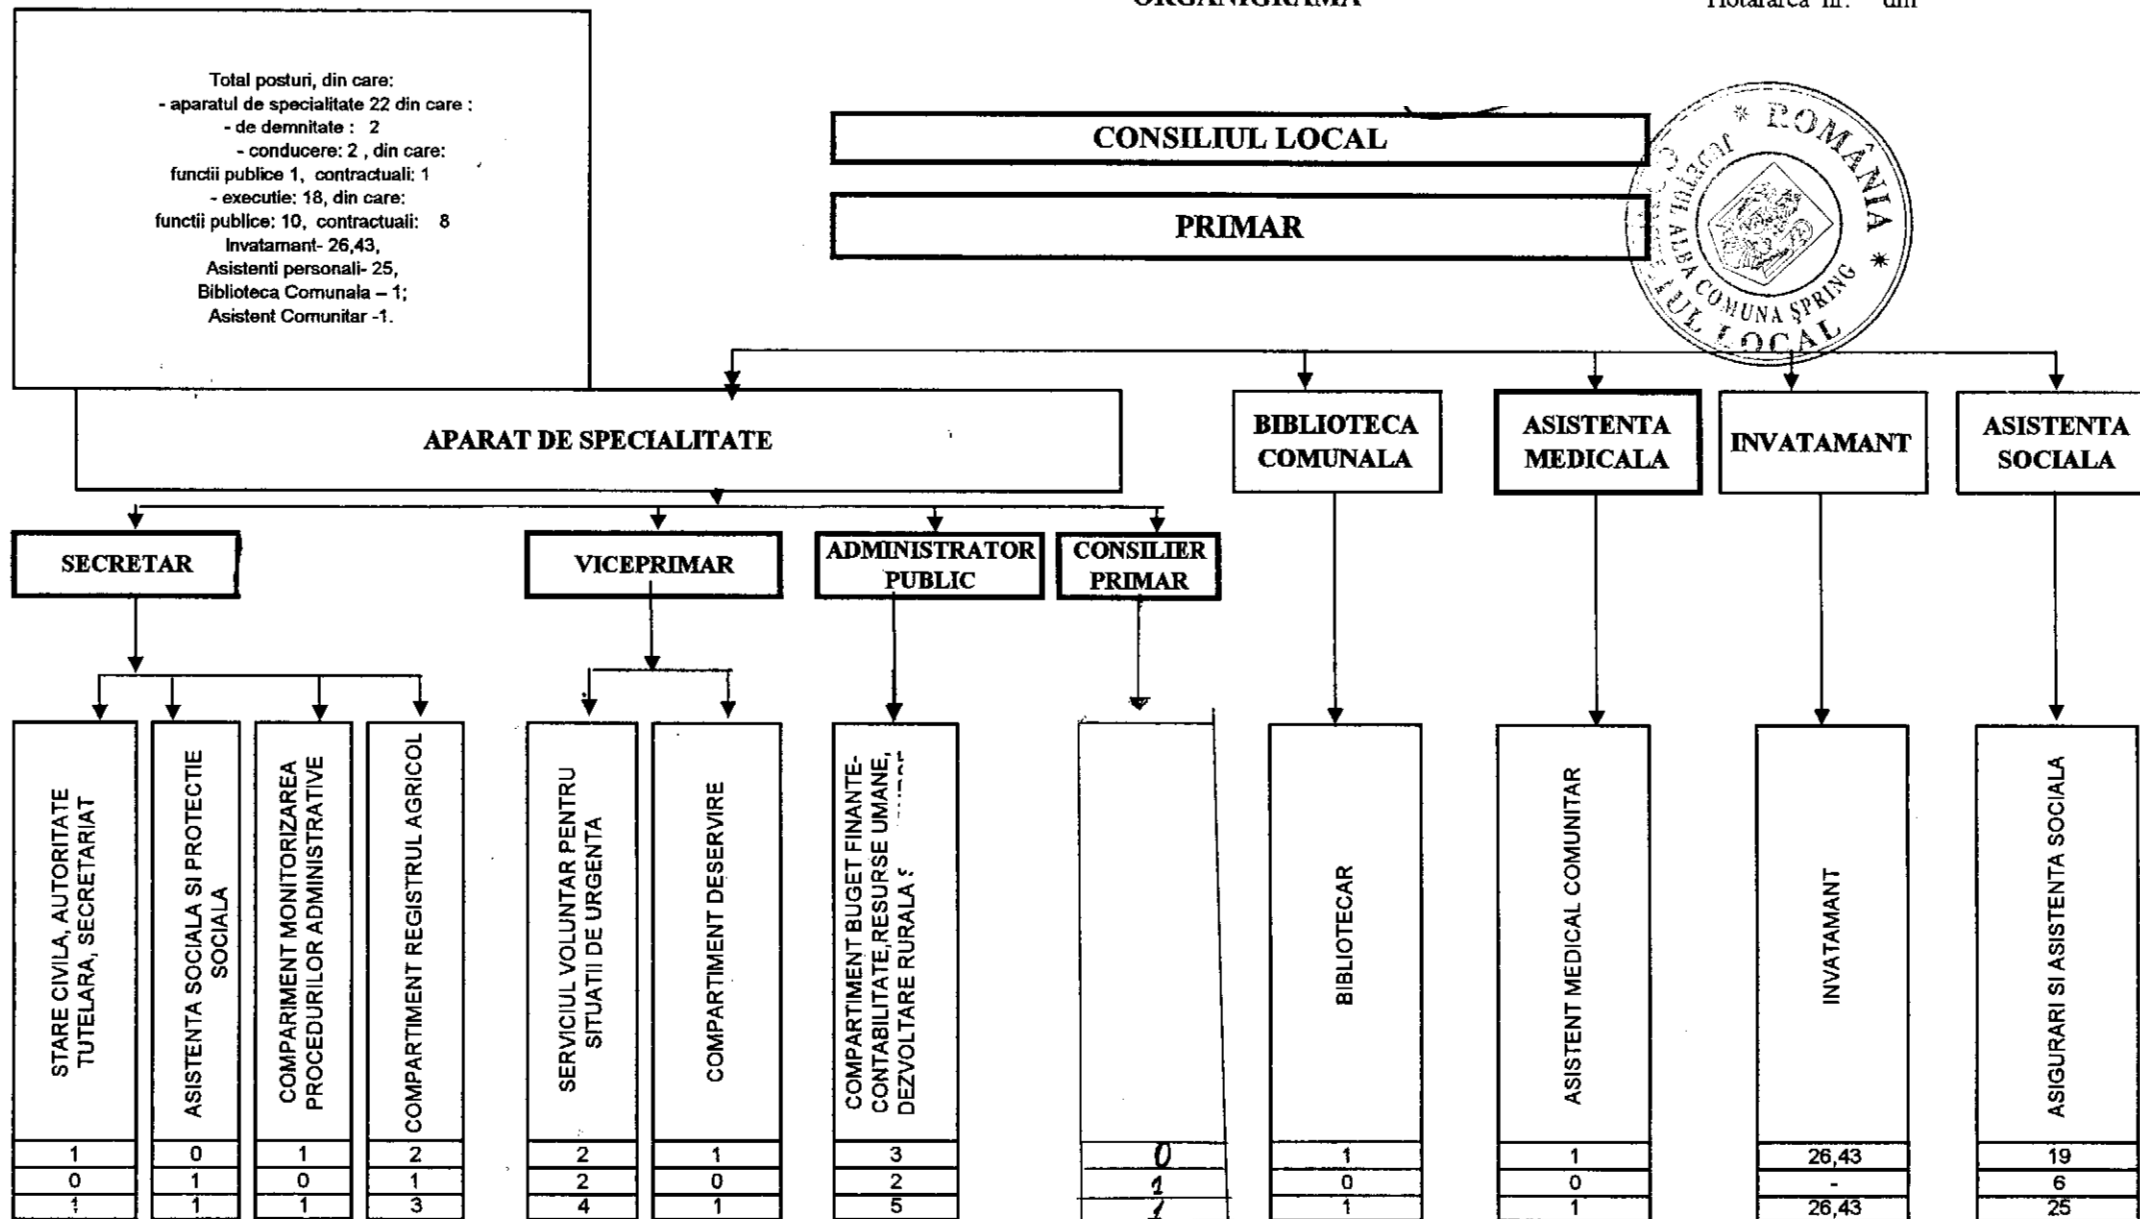 ORGANIGRAMA
Hotararea nr. din
Total posturi, din care:
- aparatul de specialitate 22 din care :
- de demnitate : 2
- conducere: 2 , din care:
functii publice 1, contractuali: 1
- executie: 18, din care:
functii publice: 10, contractuali: 8
Invatamant- 26,43,
Asistenti personali- 25,
Biblioteca Comunala – 1;
Asistent Comunitar -1.
CONSILIUL LOCAL
PRIMAR
* ROMÂNIA *
JUDEŢUL ALBA
COMUNA ŞPRING
CONSILIUL LOCAL
APARAT DE SPECIALITATE
BIBLIOTECA
COMUNALA
ASISTENTA
MEDICALA
INVATAMANT
ASISTENTA
SOCIALA
SECRETAR
VICEPRIMAR
ADMINISTRATOR
PUBLIC
CONSILIER
PRIMAR
STARE CIVILA, AUTORITATE
TUTELARA, SECRETARIAT
ASISTENTA SOCIALA SI PROTECTIE
SOCIALA
COMPARIMENT MONITORIZAREA
PROCEDURILOR ADMINISTRATIVE
COMPARTIMENT REGISTRUL AGRICOL
SERVICIUL VOLUNTAR PENTRU
SITUATII DE URGENTA
COMPARTIMENT DESERVIRE
COMPARTIMENT BUGET FINANTE-
CONTABILITATE,RESURSE UMANE,
DEZVOLTARE RURALA
BIBLIOTECAR
ASISTENT MEDICAL COMUNITAR
INVATAMANT
ASIGURARI SI ASISTENTA SOCIALA
1 0 1 2 2 1 3 0 1 1 26,43 19
0 1 0 1 2 0 2 1 0 0 - 6
1 1 1 3 4 1 5 1 1 1 26,43 25